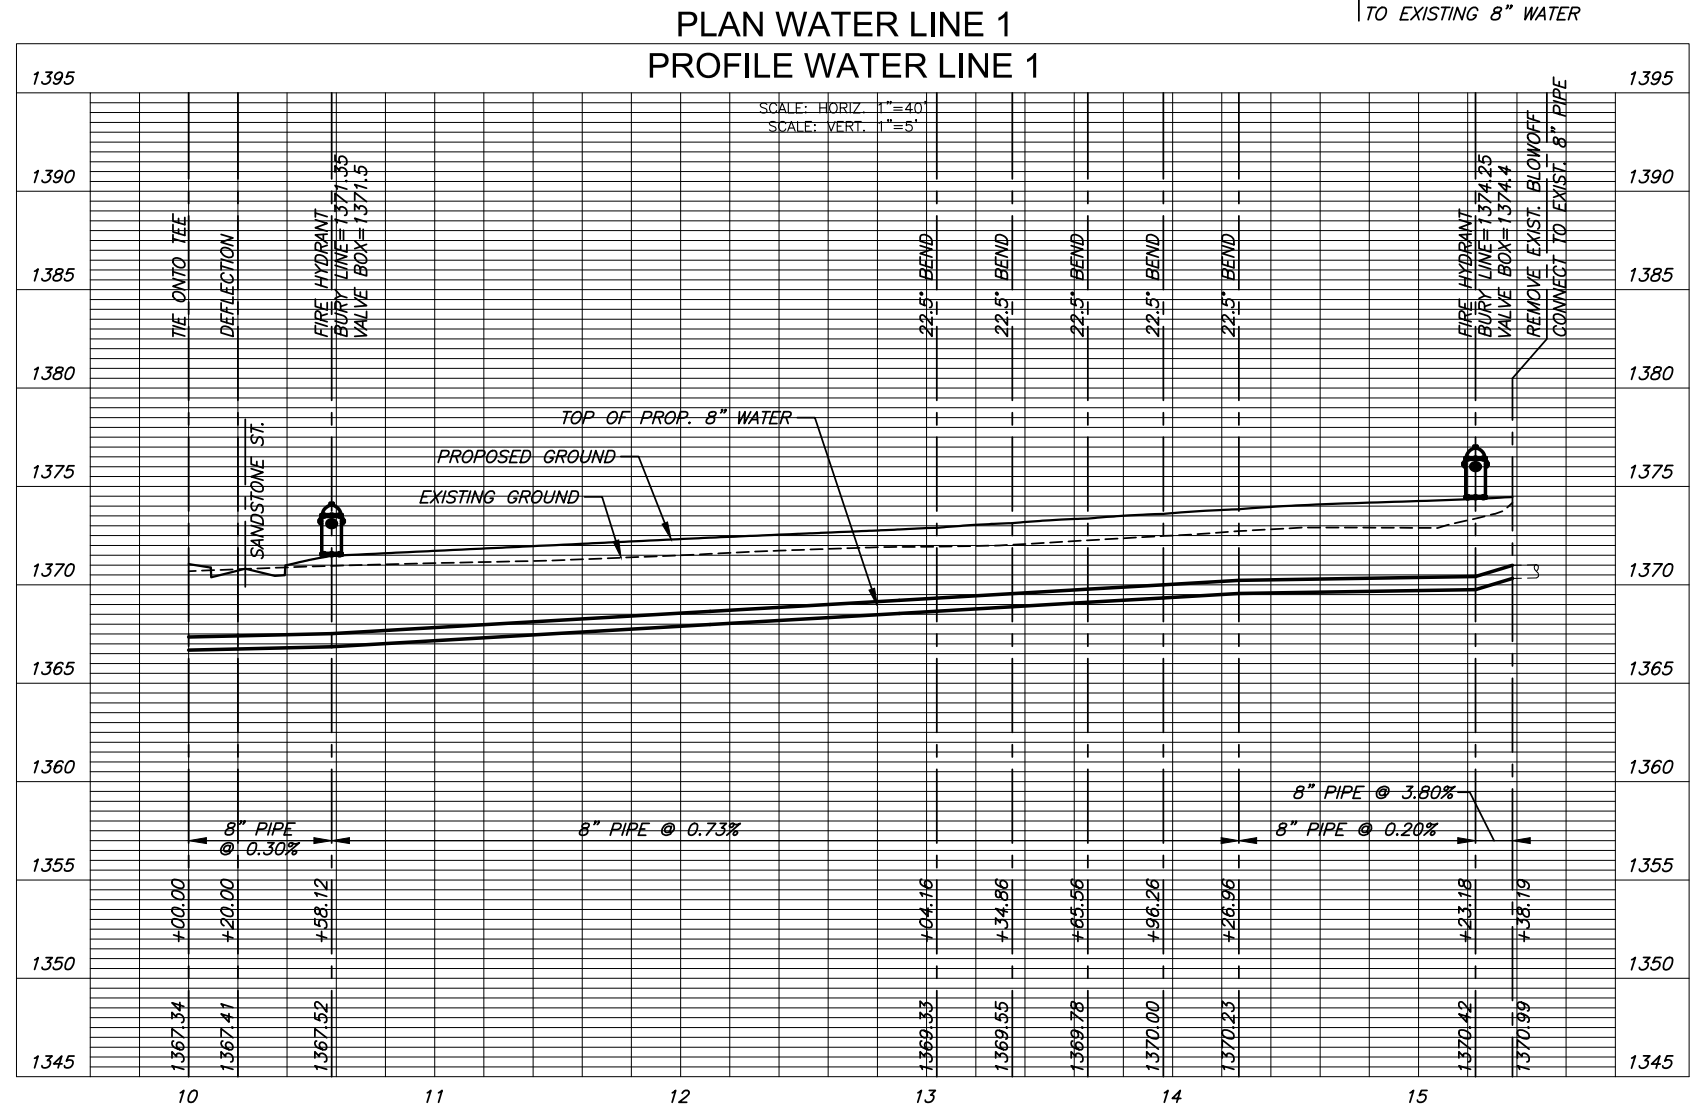 TO EXISTING 8" WATER
PLAN WATER LINE 1
PROFILE WATER LINE 1
1395
1395
SCALE: HORIZ. 1"=40'
SCALE: VERT. 1"=5'
1390
1390
1385
1385
1380
1380
1375
1375
1370
1370
1365
1365
1360
1360
1355
1355
1350
1350
1345
1345
TIE ONTO TEE
DEFLECTION
FIRE HYDRANT
BURY LINE=1371.35
VALVE BOX=1371.5
22.5° BEND
22.5° BEND
22.5° BEND
22.5° BEND
22.5° BEND
FIRE HYDRANT
BURY LINE=1374.25
VALVE BOX=1374.4
REMOVE EXIST. BLOWOFF
CONNECT TO EXIST. 8" PIPE
SANDSTONE ST.
TOP OF PROP. 8" WATER
PROPOSED GROUND
EXISTING GROUND
8" PIPE @ 3.80%
8" PIPE
@ 0.30%
8" PIPE @ 0.73%
8" PIPE @ 0.20%
+00.00
+20.00
+58.12
+04.16
+34.86
+65.56
+96.26
+26.96
+23.18
+38.19
1367.34
1367.41
1367.52
1369.33
1369.55
1369.78
1370.00
1370.23
1370.42
1370.99
10
11
12
13
14
15